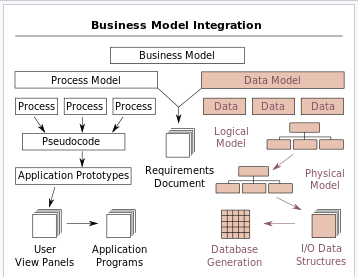 Business Model Integration
Business Model
Process Model
Data Model
Process
Process
Process
Data
Data
Data
Pseudocode
Logical
Model
Requirements
Document
Application Prototypes
Physical
Model
User
View Panels
Application
Programs
Database
Generation
I/O Data
Structures